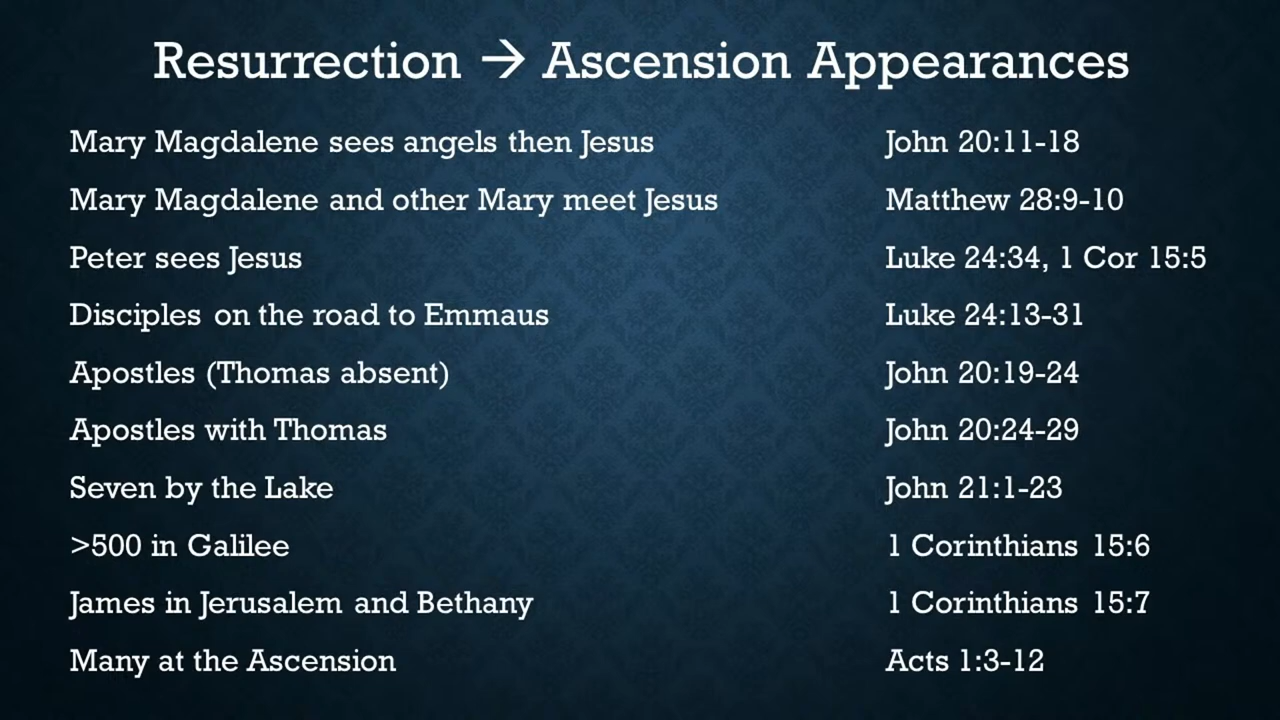 Resurrection → Ascension Appearances
Mary Magdalene sees angels then Jesus John 20:11-18
Mary Magdalene and other Mary meet Jesus Matthew 28:9-10
Peter sees Jesus Luke 24:34, 1 Cor 15:5
Disciples on the road to Emmaus Luke 24:13-31
Apostles (Thomas absent) John 20:19-24
Apostles with Thomas John 20:24-29
Seven by the Lake John 21:1-23
>500 in Galilee 1 Corinthians 15:6
James in Jerusalem and Bethany 1 Corinthians 15:7
Many at the Ascension Acts 1:3-12